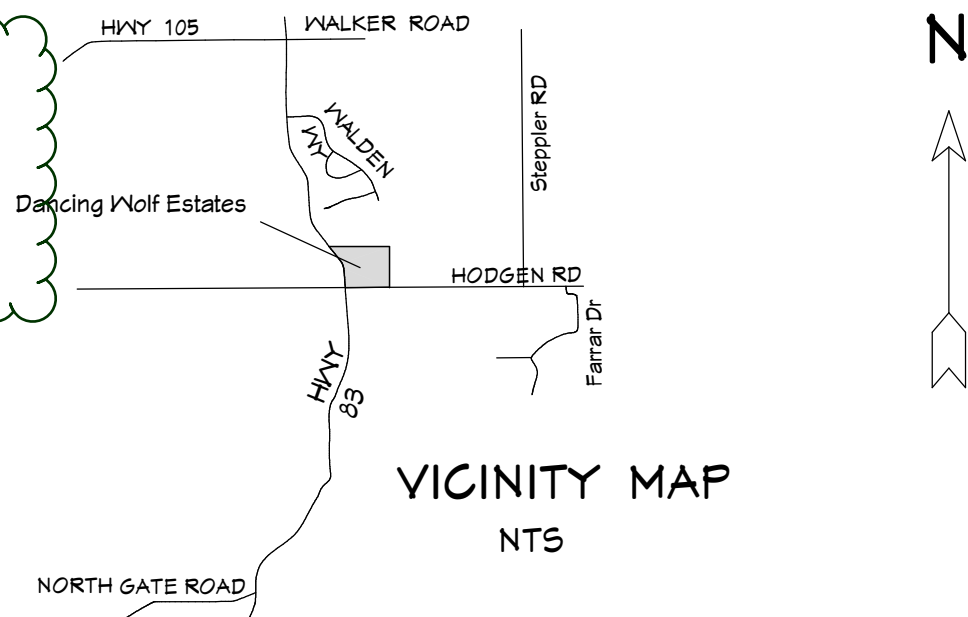 HWY 105
WALKER ROAD
N
Steppler RD
WALDEN
WY
Dancing Wolf Estates
HODGEN RD
Farrar Dr
HWY
83
VICINITY MAP
NTS
NORTH GATE ROAD